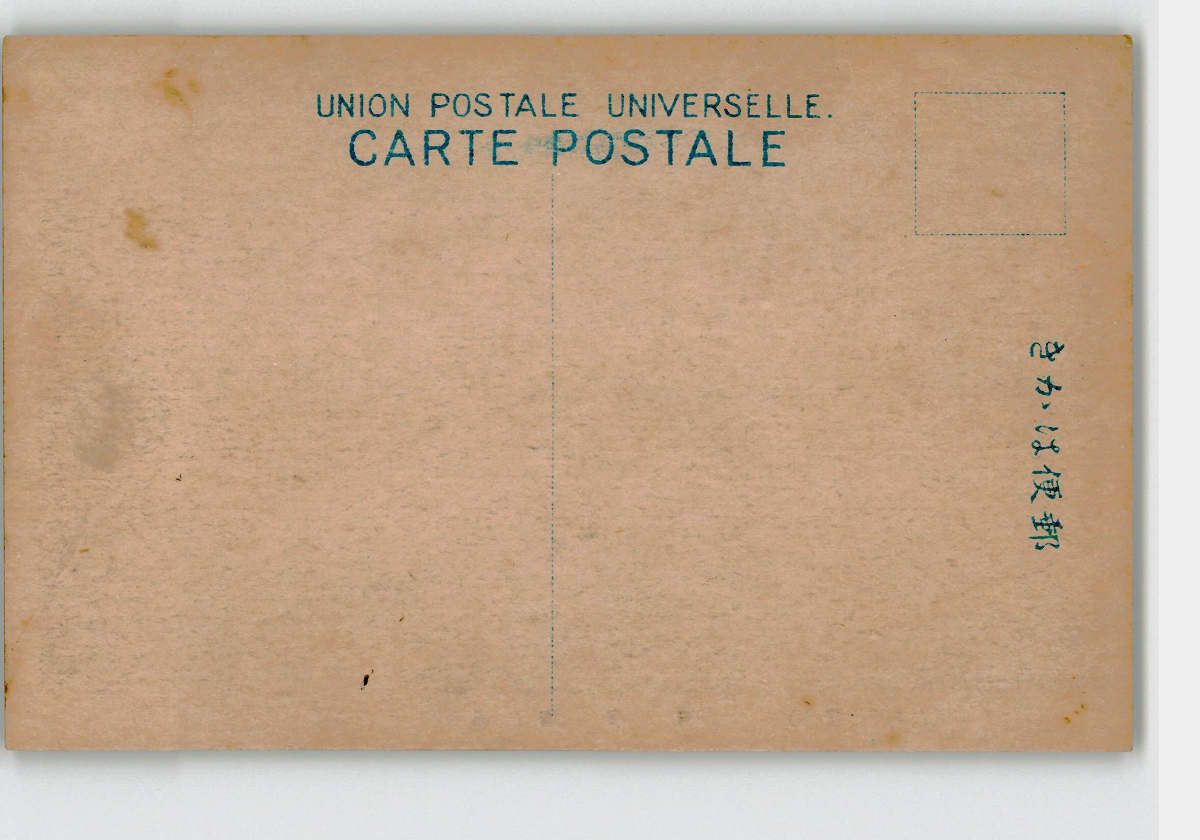 UNION POSTALE UNIVERSELLE.
CARTE POSTALE
郵便はかき